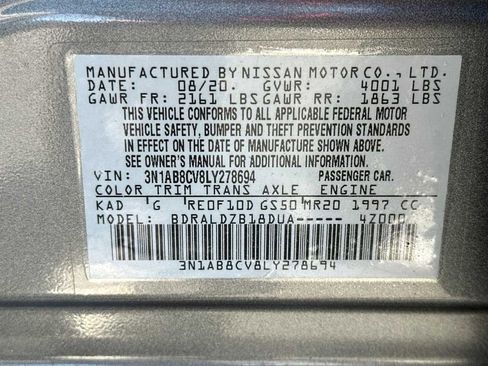 MANUFACTURED BY NISSAN MOTOR CO., LTD.
DATE: 08/20 GVWR: 4001 LBS
GAWR FR: 2161 LBS GAWR RR: 1863 LBS
THIS VEHICLE CONFORMS TO ALL APPLICABLE FEDERAL MOTOR
VEHICLE SAFETY, BUMPER AND THEFT PREVENTION STANDARDS
IN EFFECT ON THE DATE OF MANUFACTURE SHOWN ABOVE.
SEE OWNER'S MANUAL FOR ADDITIONAL INFORMATION.
VIN: 3N1AB8CV8LY278694 PASSENGER CAR.
COLOR TRIM TRANS AXLE ENGINE
KAD G RE0F10D GS50 MR20 1997 CC
MODEL: BDRALDZB18DUA----- 4Z000
3N1AB8CV8LY278694